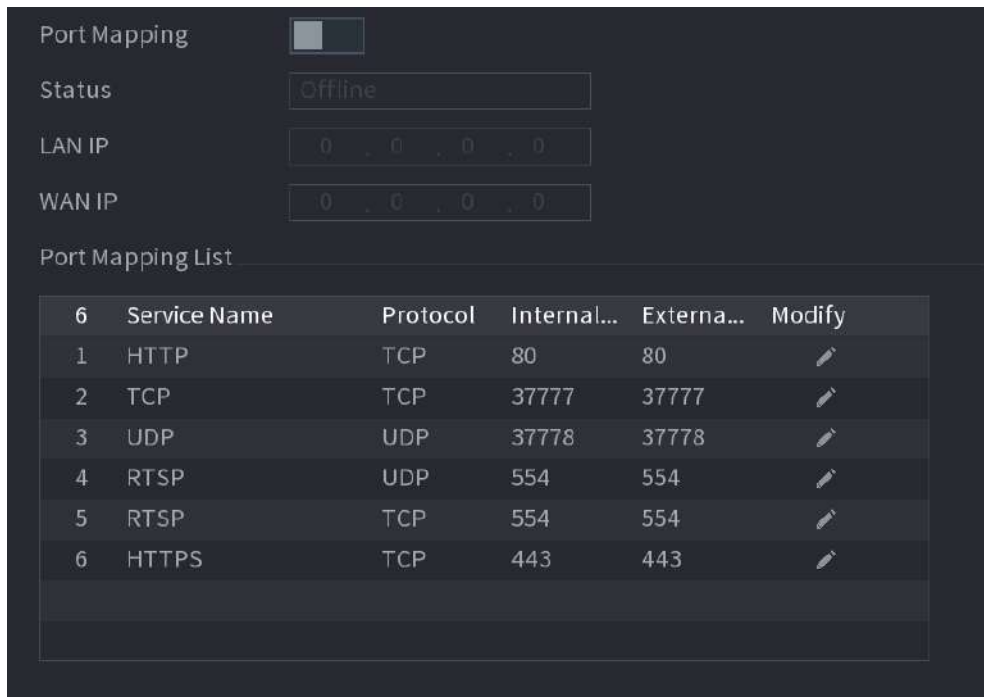 Port Mapping
Status Offline
LAN IP 0 . 0 . 0 . 0
WAN IP 0 . 0 . 0 . 0
Port Mapping List
6 Service Name Protocol Internal... Externa... Modify
1 HTTP TCP 80 80
2 TCP TCP 37777 37777
3 UDP UDP 37778 37778
4 RTSP UDP 554 554
5 RTSP TCP 554 554
6 HTTPS TCP 443 443